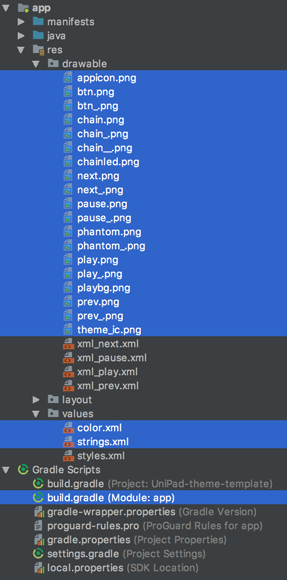 app
manifests
java
res
drawable
appicon.png
btn.png
btn_.png
chain.png
chain_.png
chain__.png
chainled.png
next.png
next_.png
pause.png
pause_.png
phantom.png
phantom_.png
play.png
play_.png
playbg.png
prev.png
prev_.png
theme_ic.png
xml_next.xml
xml_pause.xml
xml_play.xml
xml_prev.xml
layout
values
color.xml
strings.xml
styles.xml
Gradle Scripts
build.gradle (Project: UniPad-theme-template)
build.gradle (Module: app)
gradle-wrapper.properties (Gradle Version)
proguard-rules.pro (ProGuard Rules for app)
gradle.properties (Project Properties)
settings.gradle (Project Settings)
local.properties (SDK Location)